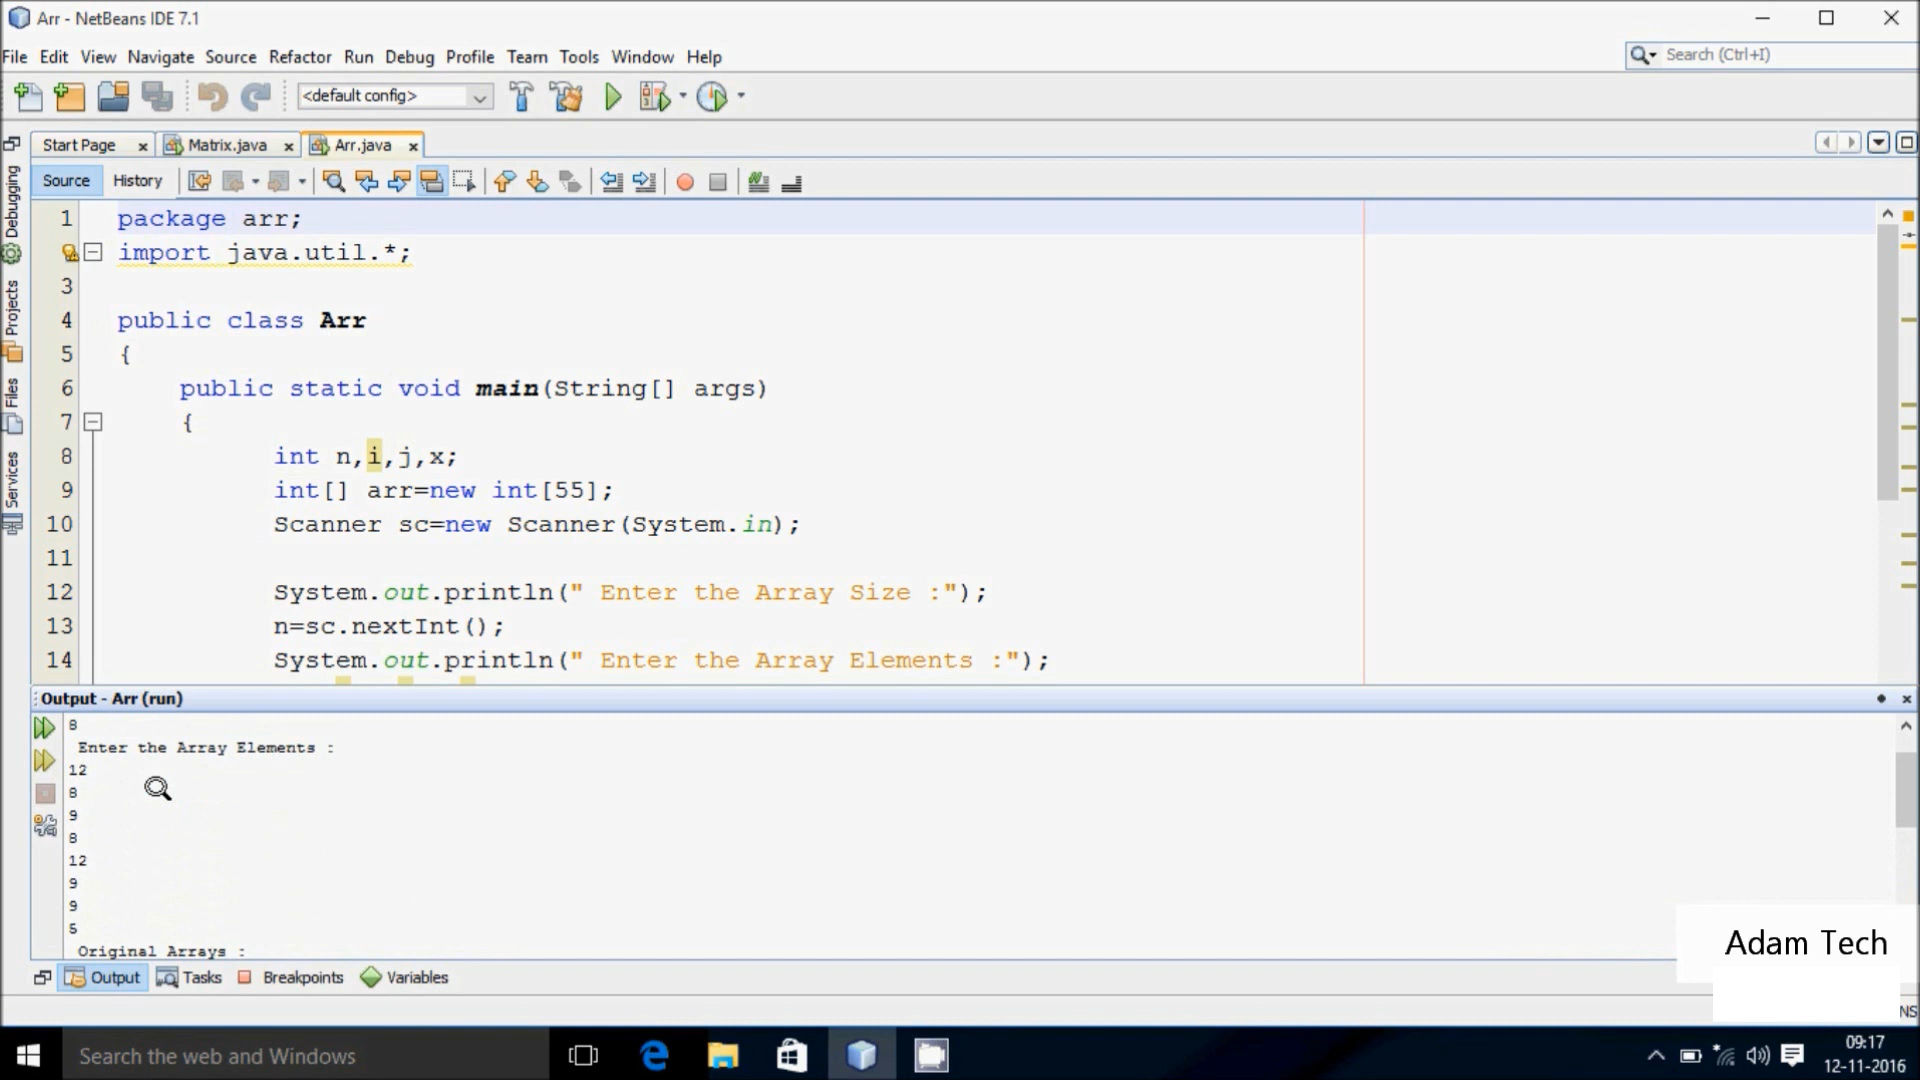 Arr - NetBeans IDE 7.1
File Edit View Navigate Source Refactor Run Debug Profile Team Tools Window Help
Search (Ctrl+I)
<default config>
Start Page Matrix.java Arr.java
Source History
Debugging
Projects
Files
Services
1 package arr;
import java.util.*;
3
4 public class Arr
5 {
6 public static void main(String[] args)
7 {
8 int n,i,j,x;
9 int[] arr=new int[55];
10 Scanner sc=new Scanner(System.in);
11
12 System.out.println(" Enter the Array Size :");
13 n=sc.nextInt();
14 System.out.println(" Enter the Array Elements :");
Output - Arr (run)
8
Enter the Array Elements :
12
8
9
8
12
9
9
5
Original Arrays :
Adam Tech
Output Tasks Breakpoints Variables
NS
Search the web and Windows
09:17
12-11-2016